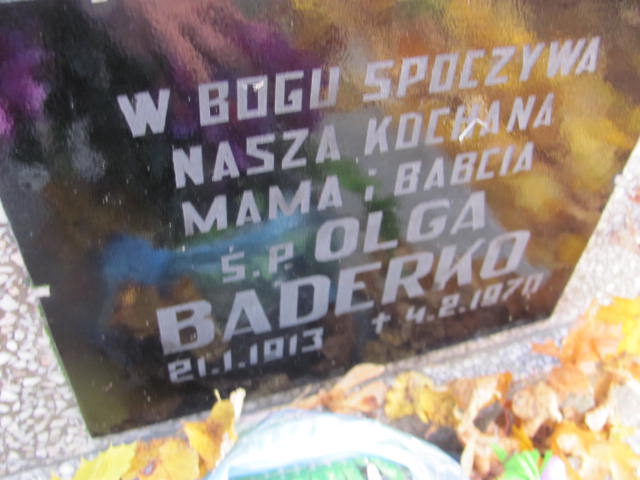 W BOGU SPOCZYWA
NASZA KOCHANA
MAMA i BABCIA
Ś.P. OLGA
BADERKO
21.1.1913 + 4.2.1970